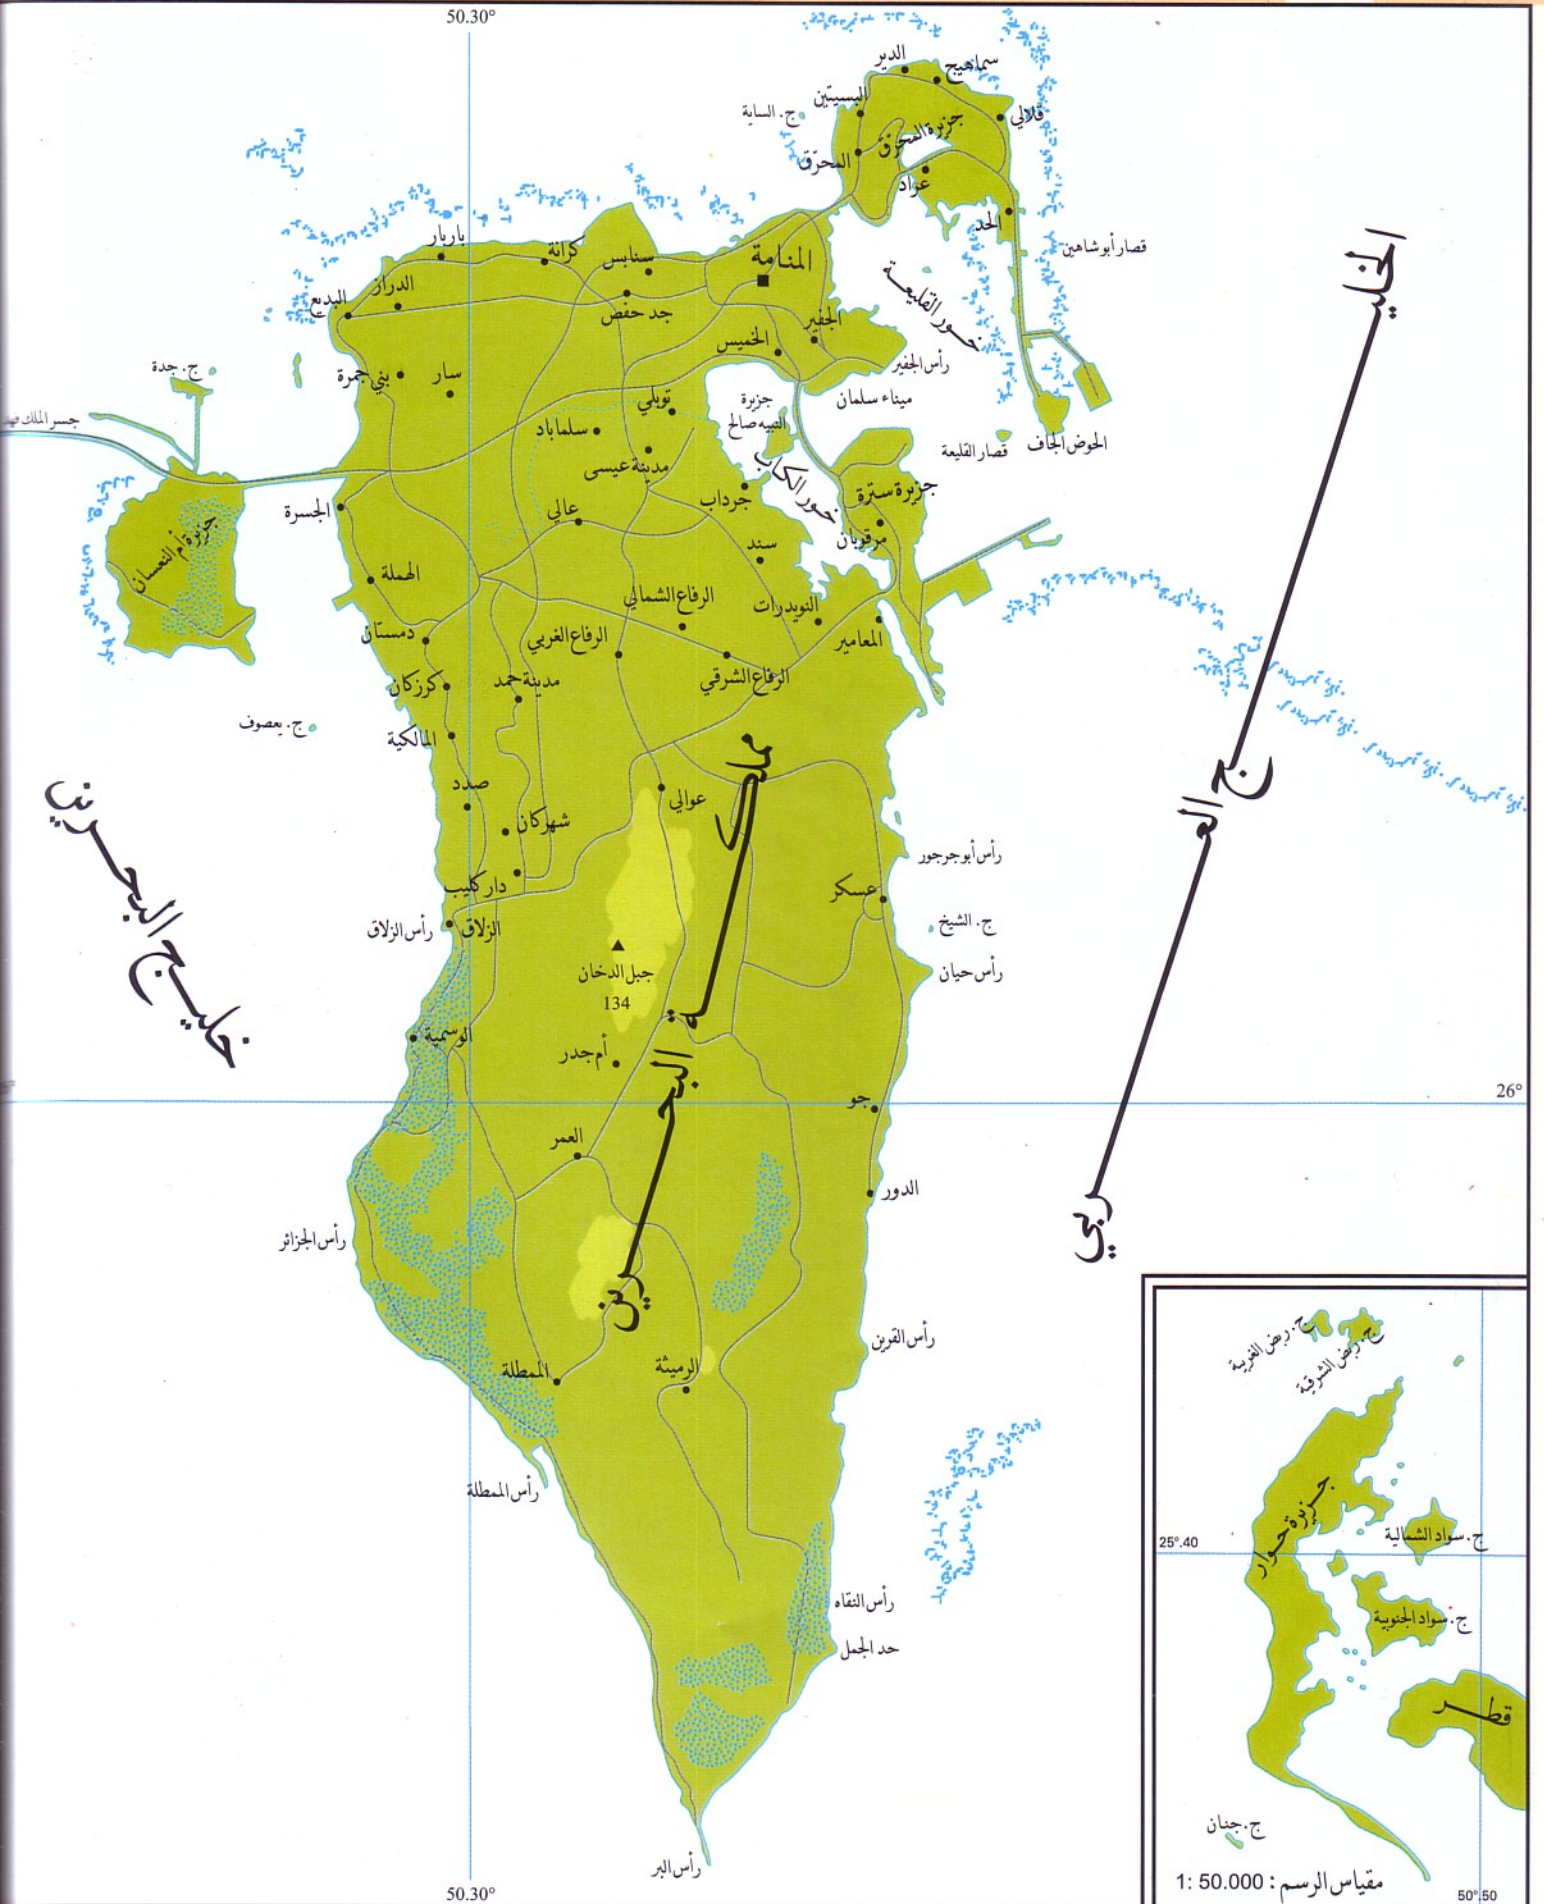 50.30°
الدير
سماهيج
البسيتين
ج. الساية
قلالي
جزيرة المحرّق
المحرّق
عراد
الحد
قصار أبوشاهين
باربار
كرانة
سنابس
المنامة
الدراز
البديع
جد حفص
خور القليعة
الجفير
الخميس
رأس الجفير
ج. جدة
بني جمرة
سار
توبلي
جزيرة
النبيه صالح
ميناء سلمان
جسر الملك فهد
سلماباد
قصار القليعة
الحوض الجاف
مدينة عيسى
خور الكاب
جزيرة سترة
جرداب
الجسرة
عالي
مرقوبان
سند
جزيرة أم النعسان
الهملة
الرفاع الشمالي
النويدرات
دمستان
الرفاع الغربي
المعامير
الرفاع الشرقي
كرزكان
مدينة حمد
ج. يعصوف
المالكية
صدد
عوالي
شهركان
رأس أبوجرجور
دار كليب
عسكر
رأس الزلاق
الزلاق
ج. الشيخ
جبل الدخان
134
رأس حيان
الوسمية
أم جدر
مملكة البحرين
خليج البحرين
الخليج العربي
26°
جو
العمر
الدور
رأس الجزائر
رأس القرين
الممطلة
الرميثة
رأس الممطلة
رأس النقاه
حد الجمل
رأس البر
50.30°
ج. ربض الغربية
ج. ربض الشرقية
جزيرة حوار
ج. سواد الشمالية
25°.40
ج. سواد الجنوبية
قطر
ج. جنان
مقياس الرسم : 50.000 :1
50°.50